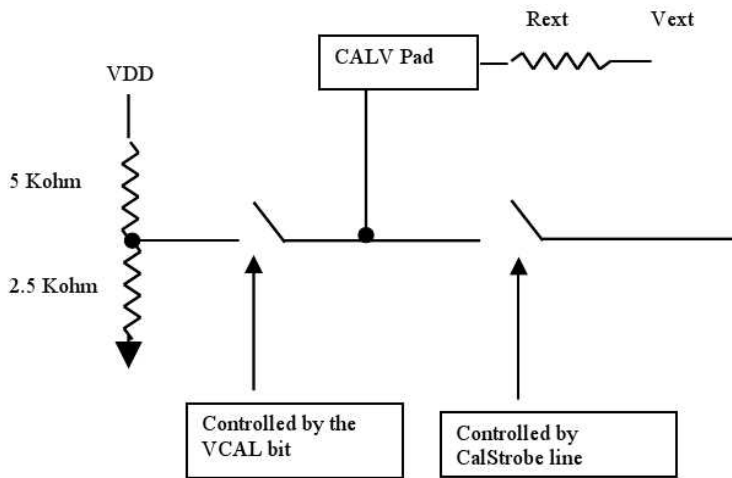 Rext Vext
CALV Pad
VDD
5 Kohm
2.5 Kohm
Controlled by the
VCAL bit
Controlled by
CalStrobe line